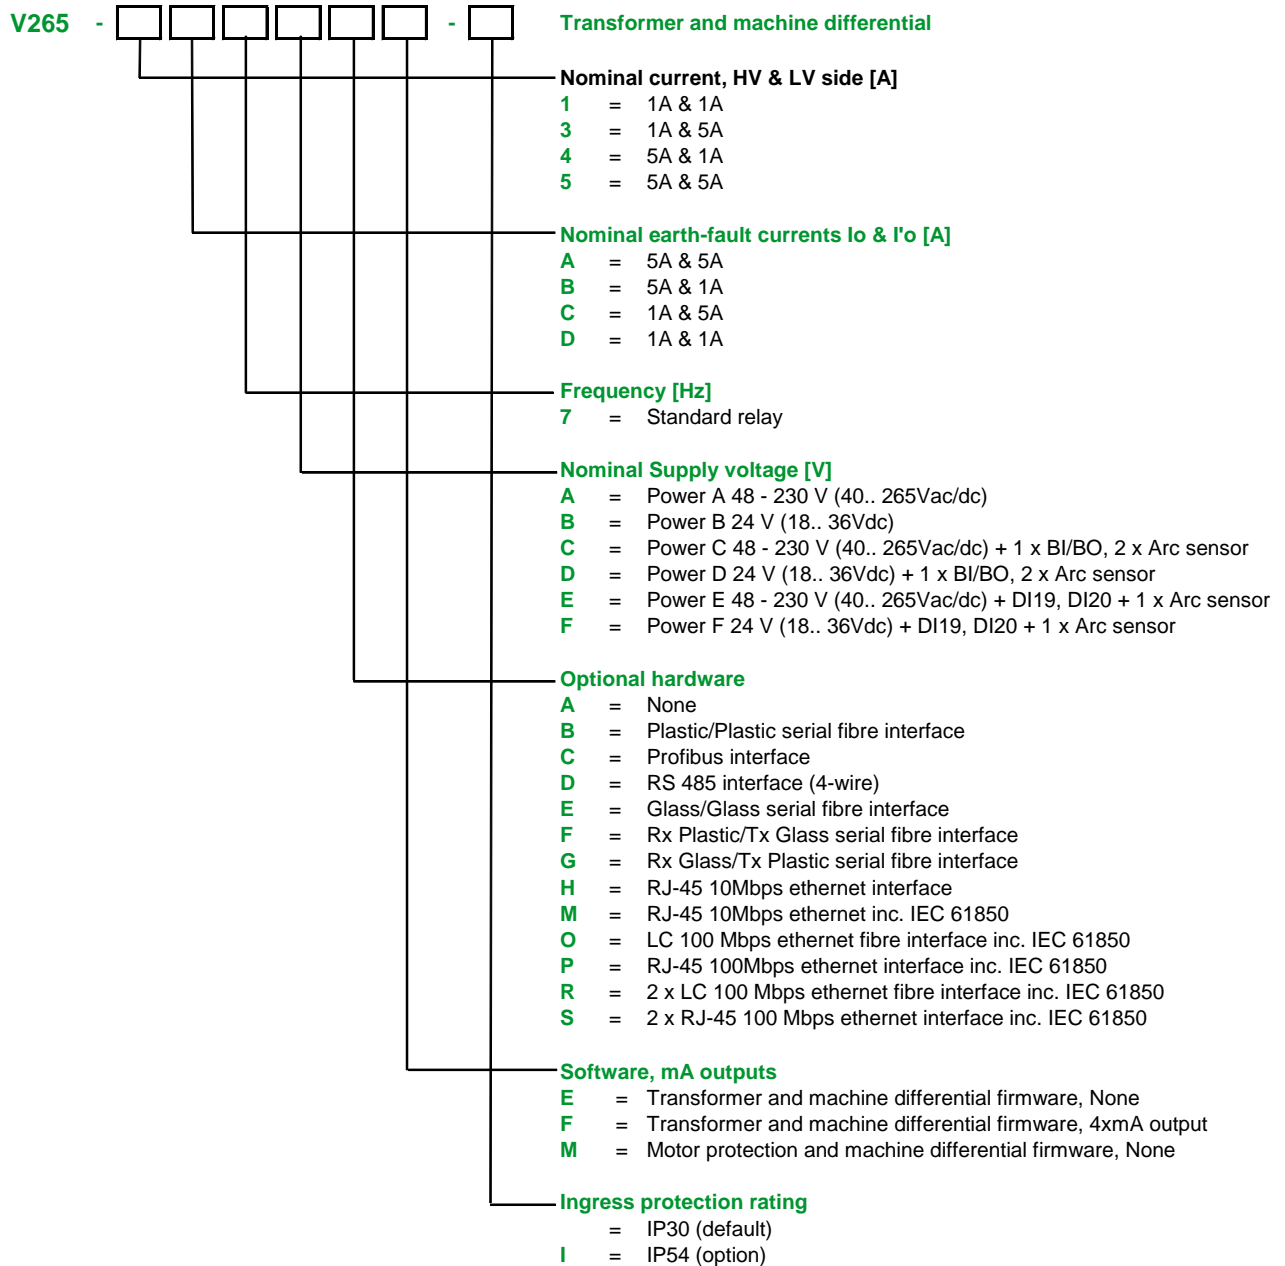 V265 - - Transformer and machine differential
Nominal current, HV & LV side [A]
1 = 1A & 1A
3 = 1A & 5A
4 = 5A & 1A
5 = 5A & 5A
Nominal earth-fault currents Io & I'o [A]
A = 5A & 5A
B = 5A & 1A
C = 1A & 5A
D = 1A & 1A
Frequency [Hz]
7 = Standard relay
Nominal Supply voltage [V]
A = Power A 48 - 230 V (40.. 265Vac/dc)
B = Power B 24 V (18.. 36Vdc)
C = Power C 48 - 230 V (40.. 265Vac/dc) + 1 x BI/BO, 2 x Arc sensor
D = Power D 24 V (18.. 36Vdc) + 1 x BI/BO, 2 x Arc sensor
E = Power E 48 - 230 V (40.. 265Vac/dc) + DI19, DI20 + 1 x Arc sensor
F = Power F 24 V (18.. 36Vdc) + DI19, DI20 + 1 x Arc sensor
Optional hardware
A = None
B = Plastic/Plastic serial fibre interface
C = Profibus interface
D = RS 485 interface (4-wire)
E = Glass/Glass serial fibre interface
F = Rx Plastic/Tx Glass serial fibre interface
G = Rx Glass/Tx Plastic serial fibre interface
H = RJ-45 10Mbps ethernet interface
M = RJ-45 10Mbps ethernet inc. IEC 61850
O = LC 100 Mbps ethernet fibre interface inc. IEC 61850
P = RJ-45 100Mbps ethernet interface inc. IEC 61850
R = 2 x LC 100 Mbps ethernet fibre interface inc. IEC 61850
S = 2 x RJ-45 100 Mbps ethernet interface inc. IEC 61850
Software, mA outputs
E = Transformer and machine differential firmware, None
F = Transformer and machine differential firmware, 4xmA output
M = Motor protection and machine differential firmware, None
Ingress protection rating
= IP30 (default)
I = IP54 (option)